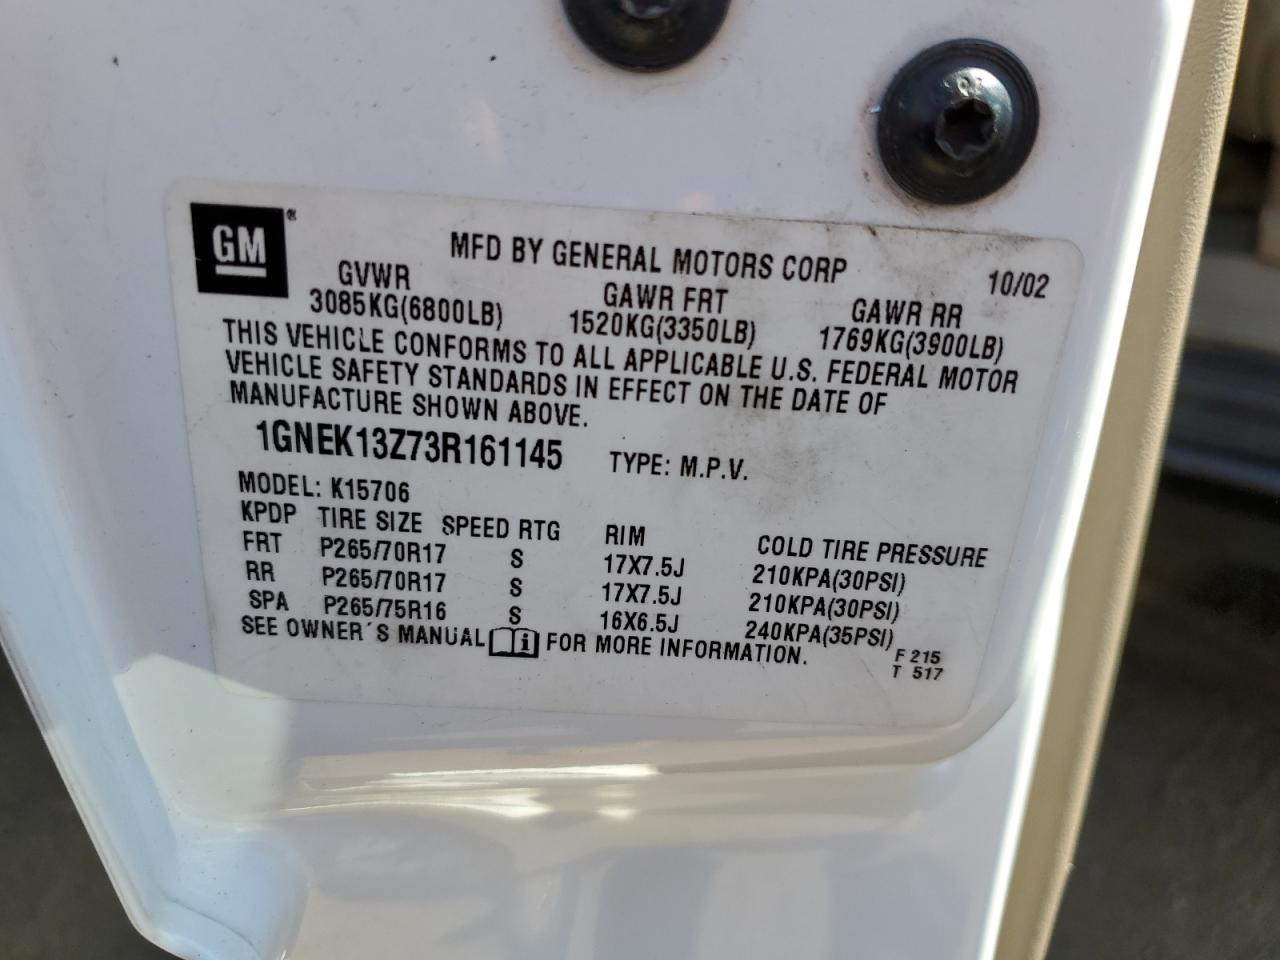 GM ®
MFD BY GENERAL MOTORS CORP 10/02
GVWR GAWR FRT GAWR RR
3085KG(6800LB) 1520KG(3350LB) 1769KG(3900LB)
THIS VEHICLE CONFORMS TO ALL APPLICABLE U.S. FEDERAL MOTOR
VEHICLE SAFETY STANDARDS IN EFFECT ON THE DATE OF
MANUFACTURE SHOWN ABOVE.
1GNEK13Z73R161145 TYPE: M.P.V.
MODEL: K15706
KPDP TIRE SIZE SPEED RTG RIM COLD TIRE PRESSURE
FRT P265/70R17 S 17X7.5J 210KPA(30PSI)
RR P265/70R17 S 17X7.5J 210KPA(30PSI)
SPA P265/75R16 S 16X6.5J 240KPA(35PSI)
SEE OWNER´S MANUAL i FOR MORE INFORMATION.
F 215
T 517